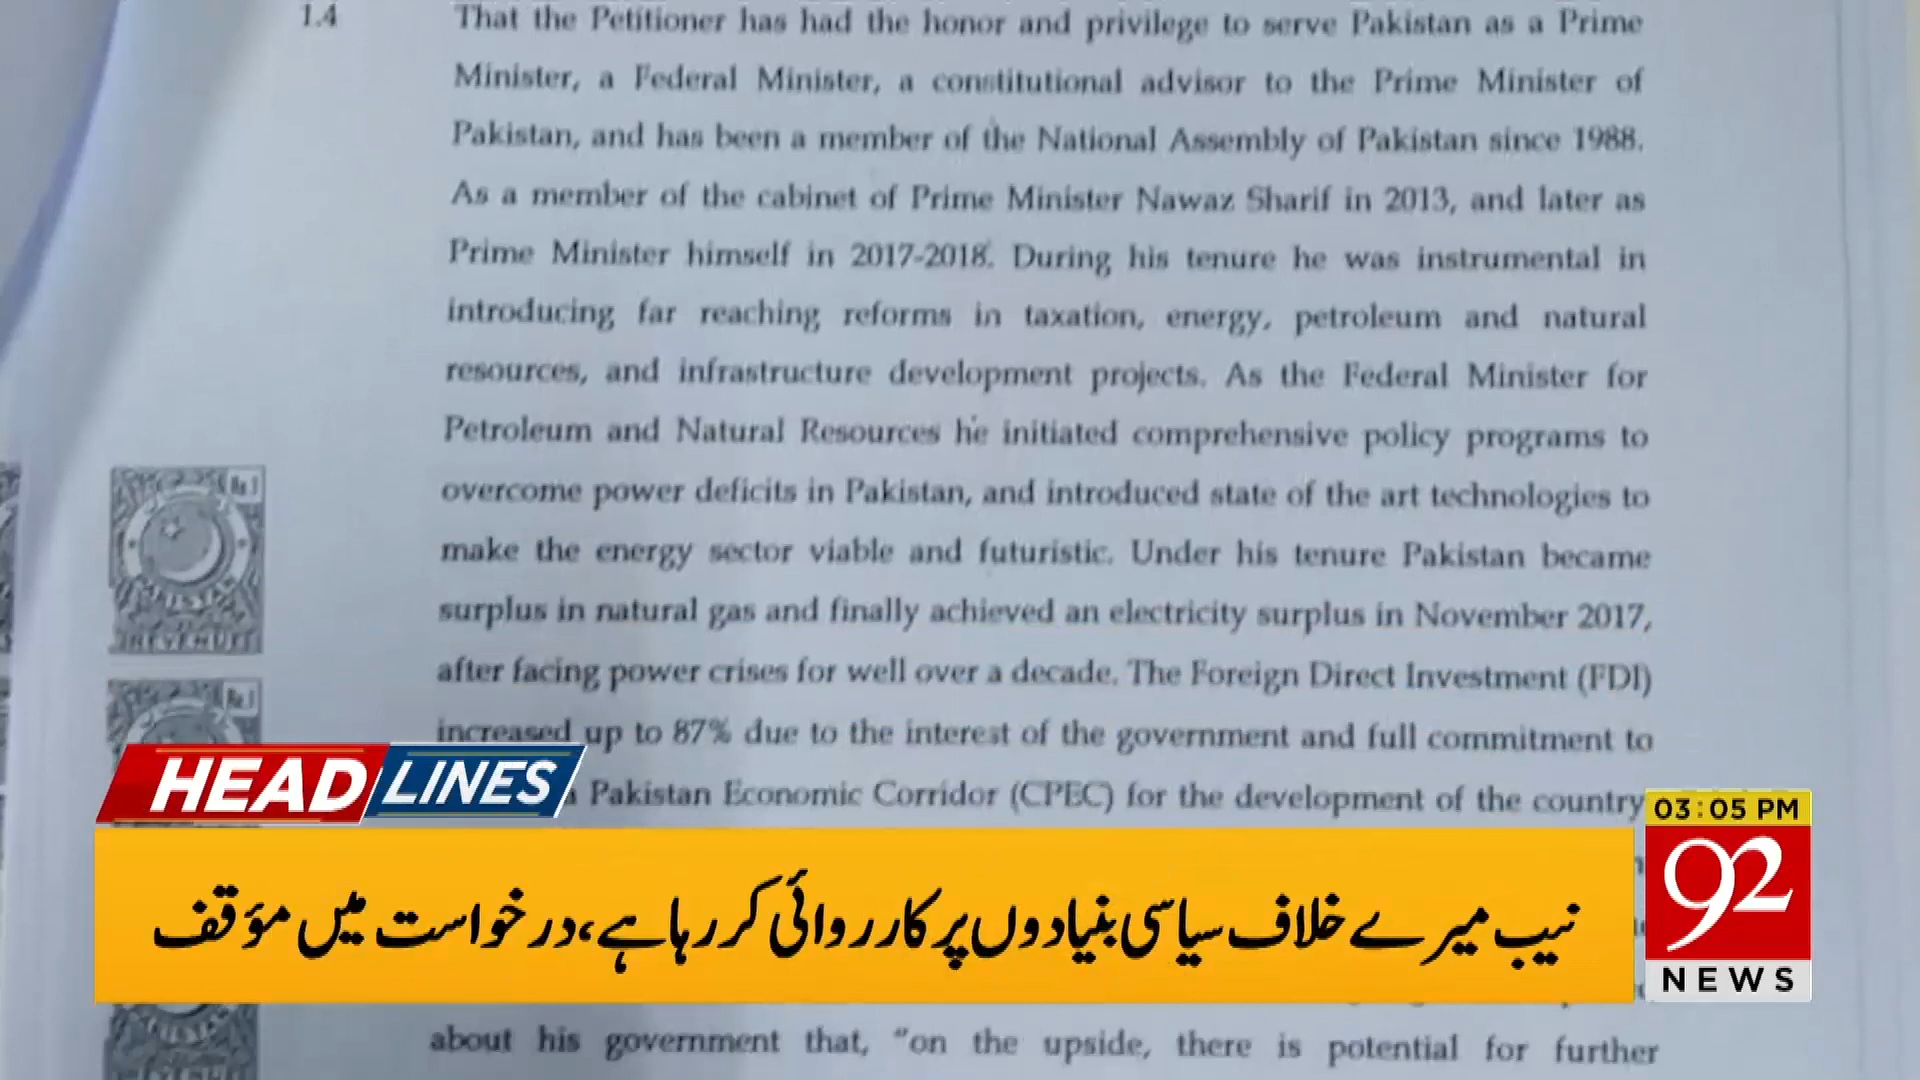 1.4 That the Petitioner has had the honor and privilege to serve Pakistan as a Prime
Minister, a Federal Minister, a constitutional advisor to the Prime Minister of
Pakistan, and has been a member of the National Assembly of Pakistan since 1988.
As a member of the cabinet of Prime Minister Nawaz Sharif in 2013, and later as
Prime Minister himself in 2017-2018. During his tenure he was instrumental in
introducing far reaching reforms in taxation, energy, petroleum and natural
resources, and infrastructure development projects. As the Federal Minister for
Petroleum and Natural Resources he initiated comprehensive policy programs to
overcome power deficits in Pakistan, and introduced state of the art technologies to
make the energy sector viable and futuristic. Under his tenure Pakistan became
surplus in natural gas and finally achieved an electricity surplus in November 2017,
after facing power crises for well over a decade. The Foreign Direct Investment (FDI)
increased up to 87% due to the interest of the government and full commitment to
Pakistan Economic Corridor (CPEC) for the development of the country
about his government that, "on the upside, there is potential for further
Re 1
PAKISTAN
REVENUE
Re 1
HEADLINES
نیب میرے خلاف سیاسی بنیادوں پر کارروائی کر رہا ہے، درخواست میں مؤقف
03:05 PM
92
NEWS